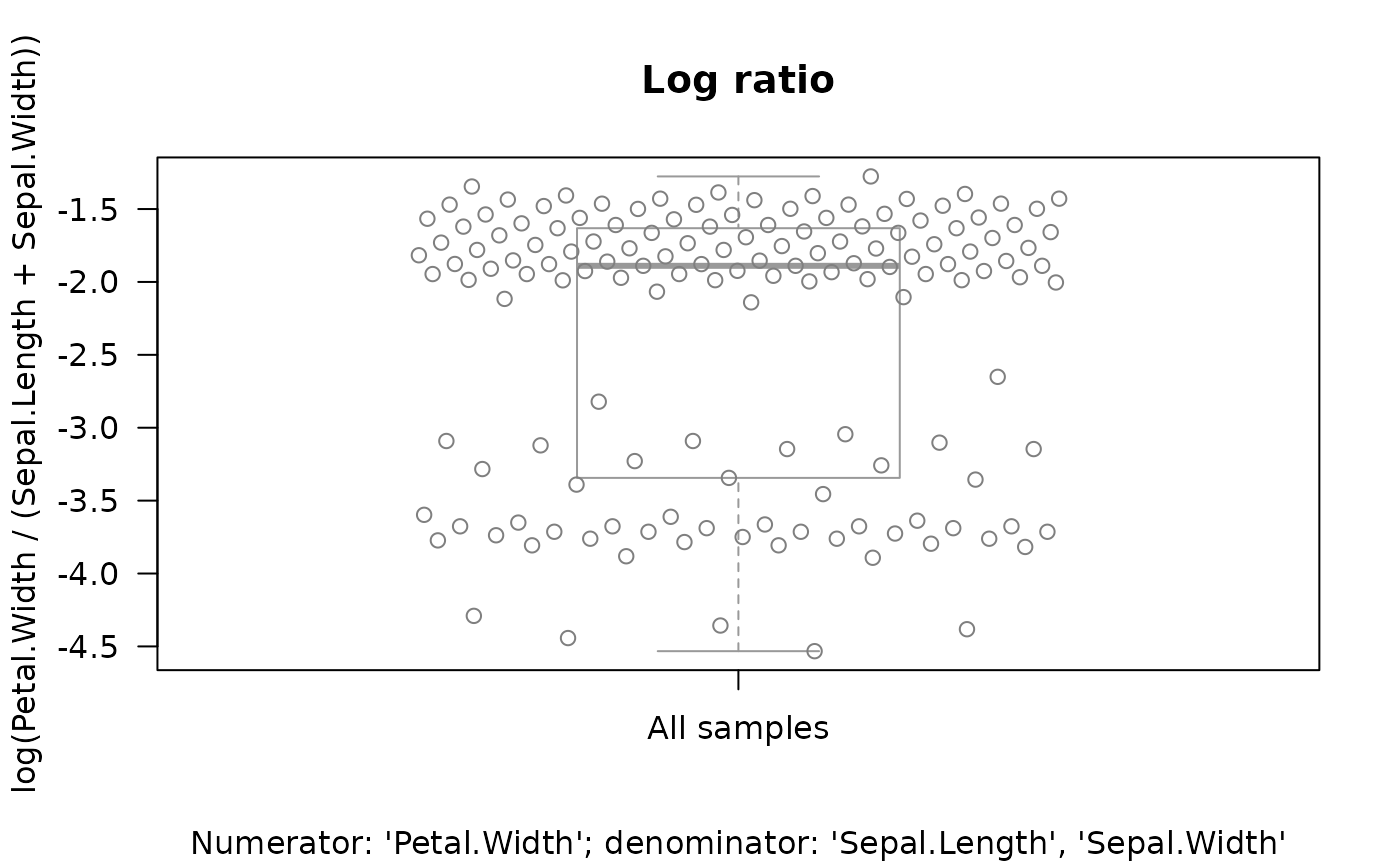 Log ratio
log(Petal.Width / (Sepal.Length + Sepal.Width))
-1.5
-2.0
-2.5
-3.0
-3.5
-4.0
-4.5
All samples
Numerator: 'Petal.Width'; denominator: 'Sepal.Length', 'Sepal.Width'